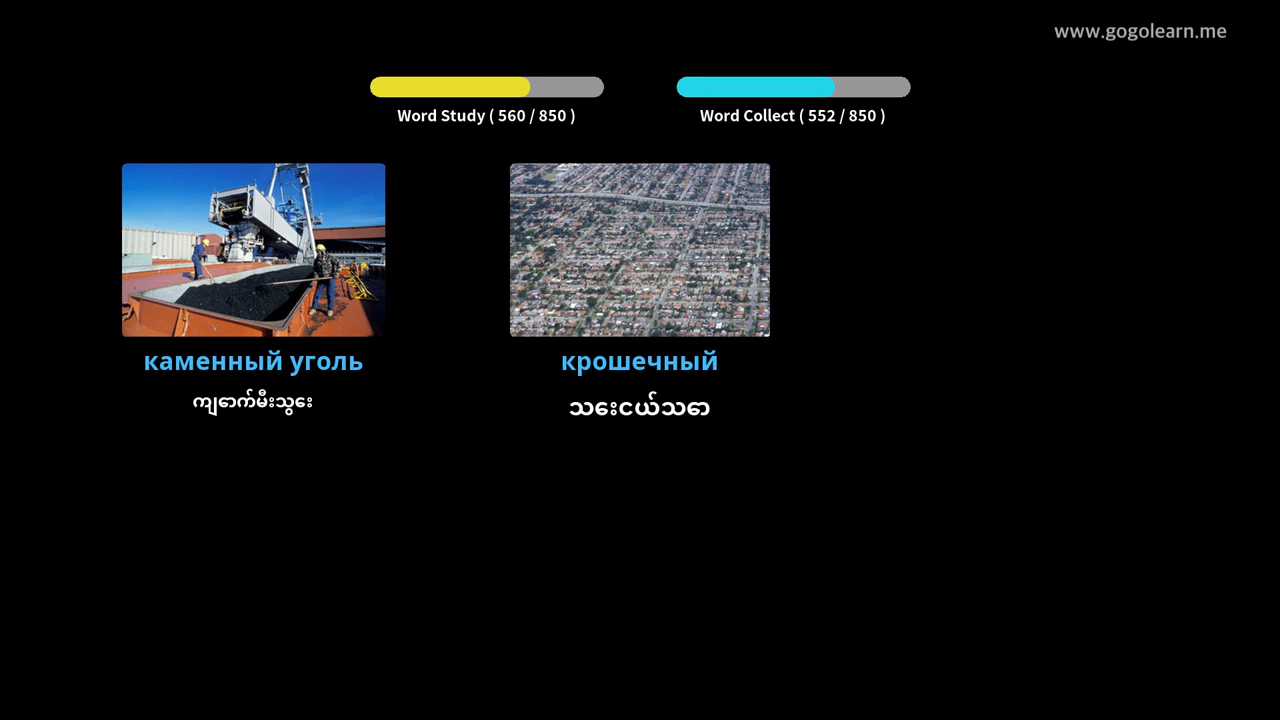 www.gogolearn.me
Word Study ( 560 / 850 )
Word Collect ( 552 / 850 )
каменный уголь
крошечный
ကျောက်မီးသွေး
သေးငယ်သော